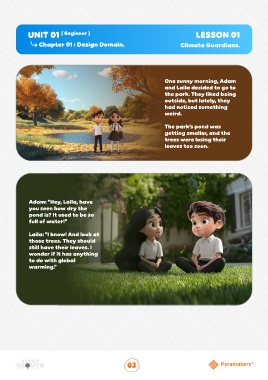 UNIT 01 ( Beginner )
LESSON 01
Chapter 01 : Design Domain.
Climate Guardians.
One sunny morning, Adam
and Laila decided to go to
the park. They liked being
outside, but lately, they
had noticed something
weird.
The park's pond was
getting smaller, and the
trees were losing their
leaves too soon.
Adam: "Hey, Laila, have
you seen how dry the
pond is? It used to be so
full of water!"
Laila: "I know! And look at
those trees. They should
still have their leaves. I
wonder if it has anything
to do with global
warming."
03
Pyramakerz